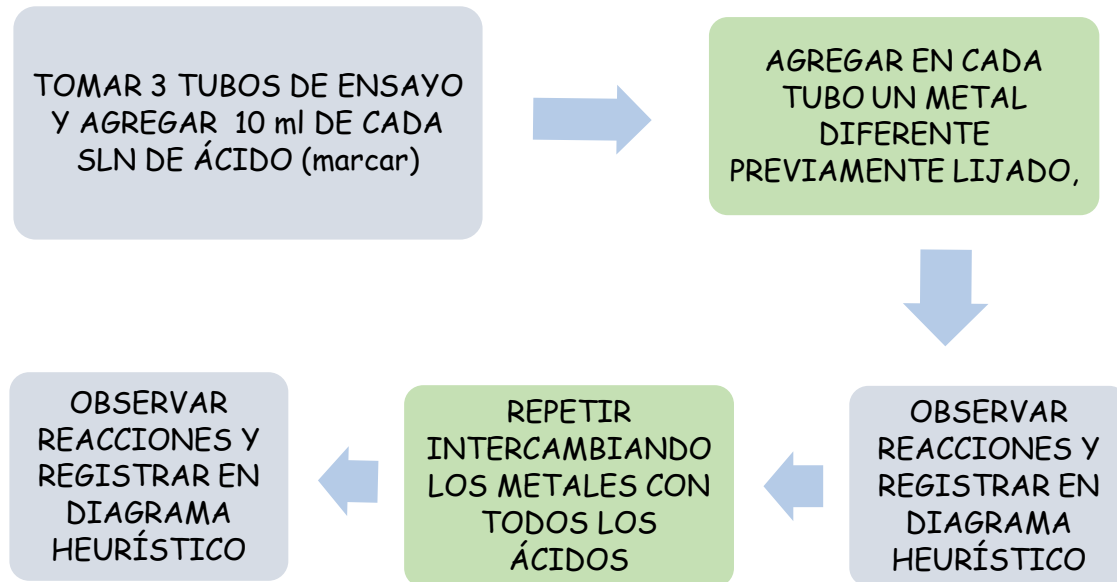 TOMAR 3 TUBOS DE ENSAYO
Y AGREGAR 10 ml DE CADA
SLN DE ÁCIDO (marcar)
AGREGAR EN CADA
TUBO UN METAL
DIFERENTE
PREVIAMENTE LIJADO,
OBSERVAR
REACCIONES Y
REGISTRAR EN
DIAGRAMA
HEURÍSTICO
REPETIR
INTERCAMBIANDO
LOS METALES CON
TODOS LOS
ÁCIDOS
OBSERVAR
REACCIONES Y
REGISTRAR EN
DIAGRAMA
HEURÍSTICO